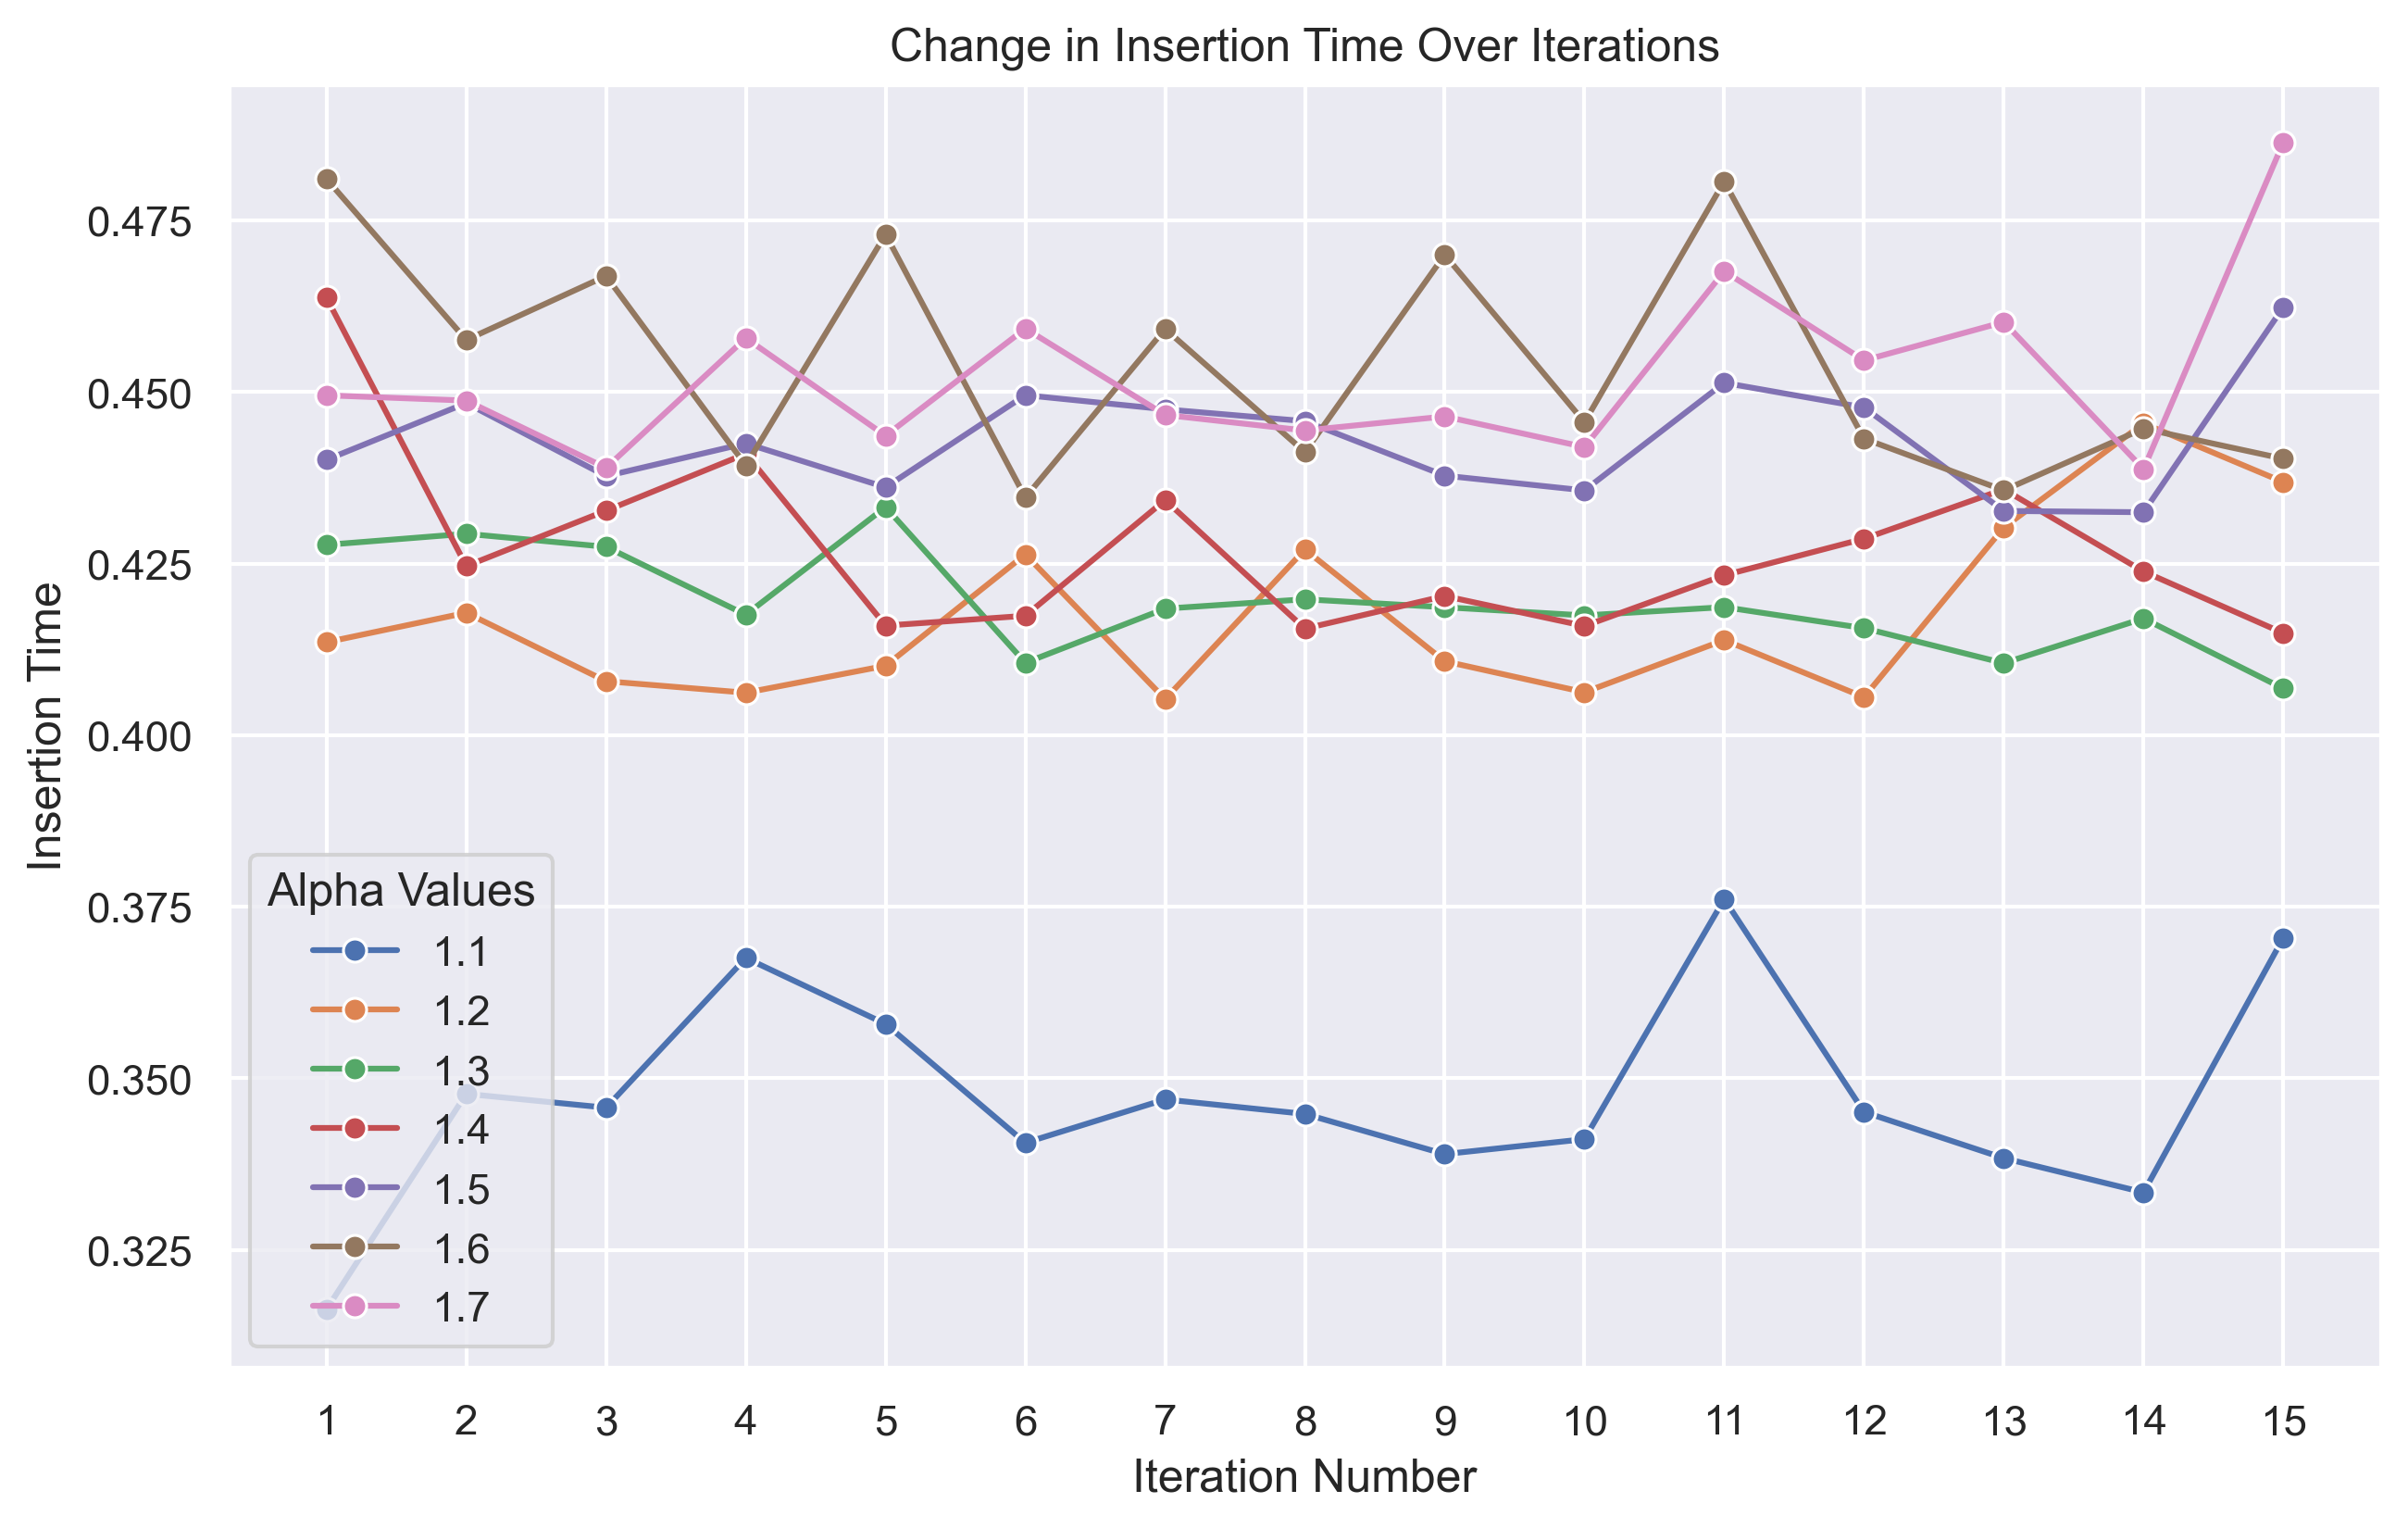 Change in Insertion Time Over Iterations
Insertion Time
0.475
0.450
0.425
0.400
0.375
0.350
0.325
Alpha Values
1.1
1.2
1.3
1.4
1.5
1.6
1.7
1 2 3 4 5 6 7 8 9 10 11 12 13 14 15
Iteration Number